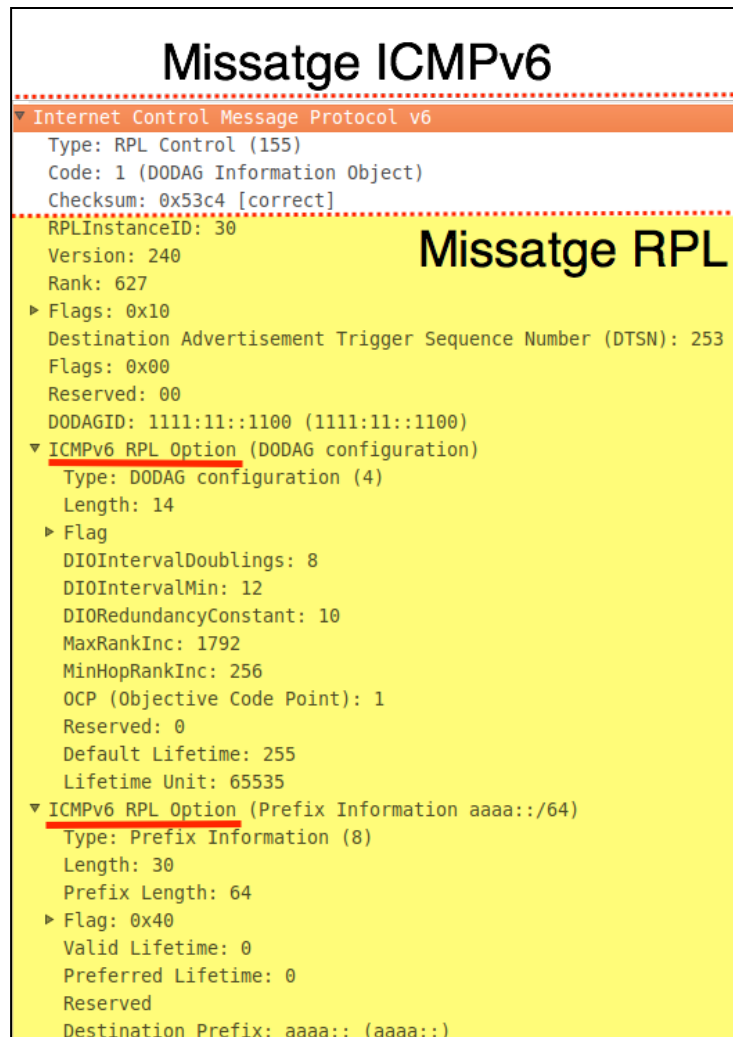 Missatge ICMPv6
Internet Control Message Protocol v6
Type: RPL Control (155)
Code: 1 (DODAG Information Object)
Checksum: 0x53c4 [correct]
RPLInstanceID: 30
Missatge RPL
Version: 240
Rank: 627
Flags: 0x10
Destination Advertisement Trigger Sequence Number (DTSN): 253
Flags: 0x00
Reserved: 00
DODAGID: 1111:11::1100 (1111:11::1100)
ICMPv6 RPL Option (DODAG configuration)
Type: DODAG configuration (4)
Length: 14
Flag
DIOIntervalDoublings: 8
DIOIntervalMin: 12
DIORedundancyConstant: 10
MaxRankInc: 1792
MinHopRankInc: 256
OCP (Objective Code Point): 1
Reserved: 0
Default Lifetime: 255
Lifetime Unit: 65535
ICMPv6 RPL Option (Prefix Information aaaa::/64)
Type: Prefix Information (8)
Length: 30
Prefix Length: 64
Flag: 0x40
Valid Lifetime: 0
Preferred Lifetime: 0
Reserved
Destination Prefix: aaaa:: (aaaa::)